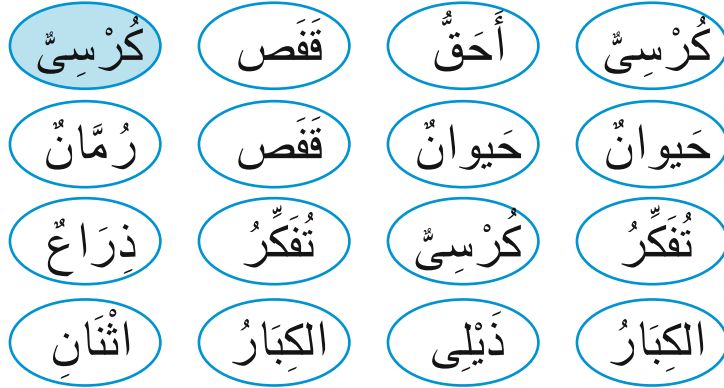 كُرْسِىٌّ أَحَقُّ قَفَص كُرْسِىٌّ
حَيوانٌ حَيوانٌ قَفَص رُمَّانٌ
تُفَكِّرُ كُرْسِىٌّ تُفَكِّرُ ذِرَاعٌ
الكِبَارُ ذَيْلِى الكِبَارُ اثْنَانِ